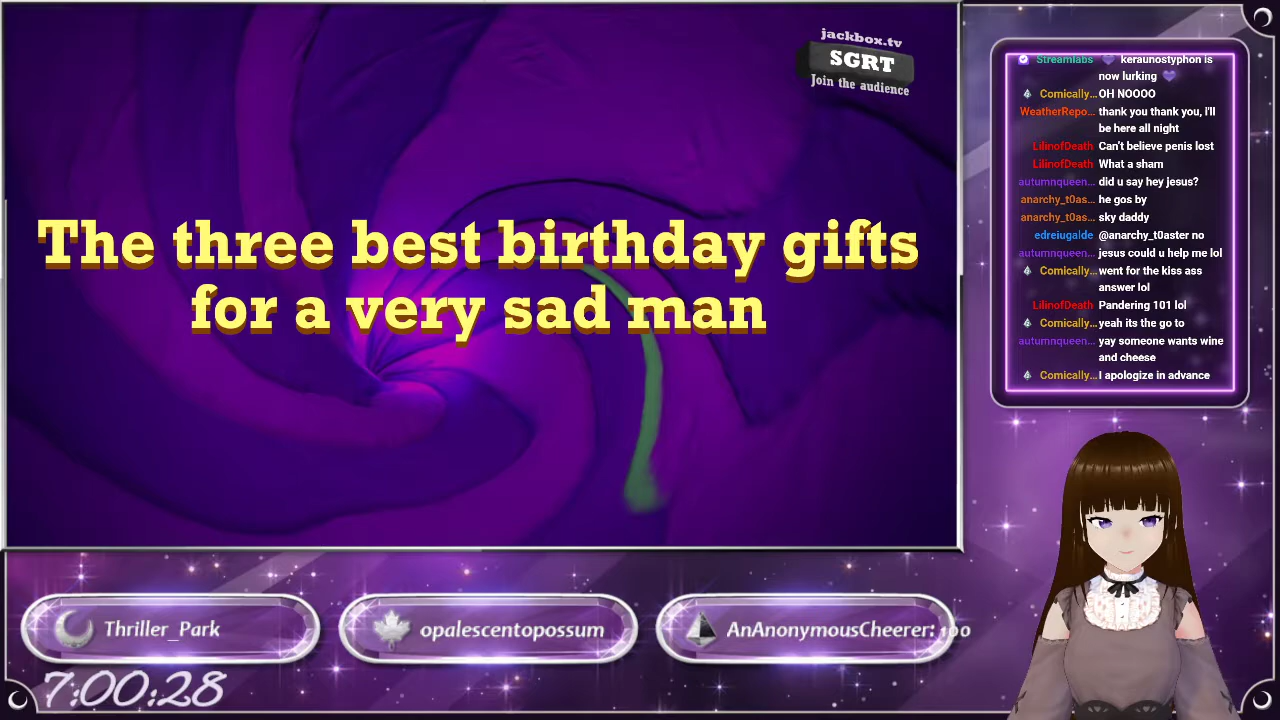 jackbox.tv
SGRT
Join the audience
The three best birthday gifts
for a very sad man
Streamlabs 💜 keraunostyphon is
now lurking 💜
Comically... OH NOOOO
WeatherRepo... thank you thank you, i'll
be here all night
LilinofDeath Can't believe penis lost
LilinofDeath What a sham
autumnqueen... did u say hey jesus?
anarchy_t0as... he gos by
anarchy_t0as... sky daddy
edreiugalde @anarchy_t0aster no
autumnqueen... jesus could u help me lol
Comically... went for the kiss ass
answer lol
LilinofDeath Pandering 101 lol
Comically... yeah its the go to
autumnqueen... yay someone wants wine
and cheese
Comically... I apologize in advance
Thriller_Park
opalescentopossum
AnAnonymousCheerer: 100
7:00:28